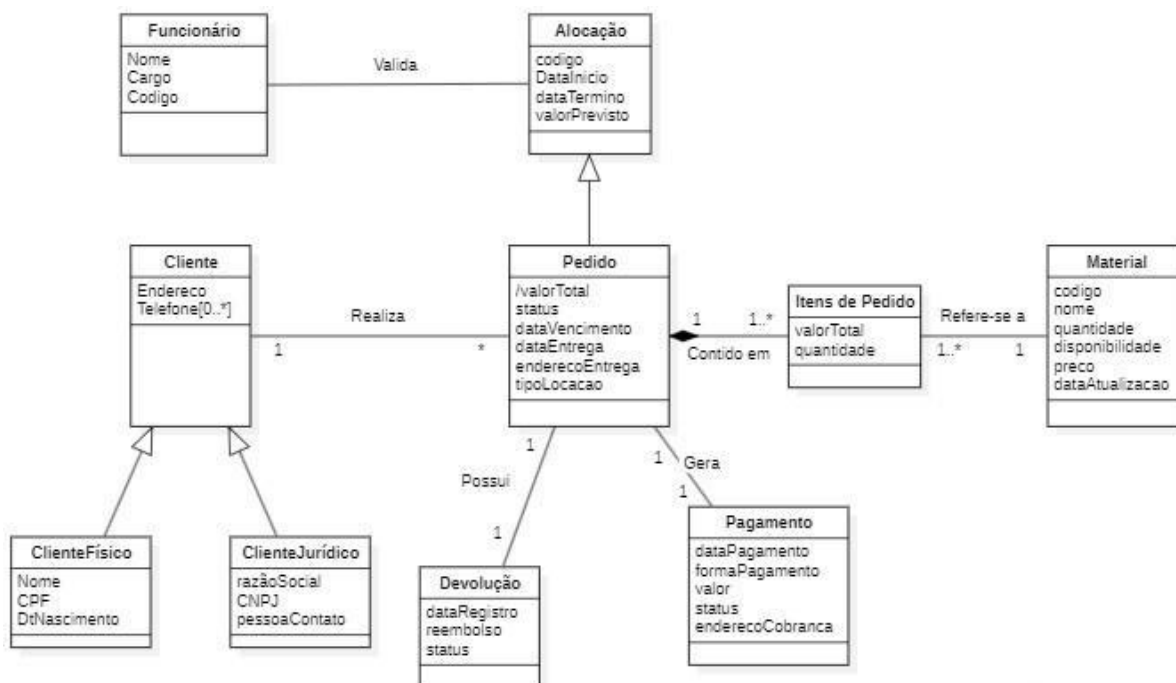 Funcionário
Nome
Cargo
Codigo
Valida
Alocação
codigo
DataInicio
dataTermino
valorPrevisto
Cliente
Endereco
Telefone[0..*]
Realiza
1
*
Pedido
/valorTotal
status
dataVencimento
dataEntrega
enderecoEntrega
tipoLocacao
1
1..*
Contido em
Itens de Pedido
valorTotal
quantidade
Refere-se a
1..*
1
Material
codigo
nome
quantidade
disponibilidade
preco
dataAtualizacao
1
Possui
1
1
Gera
1
ClienteFísico
Nome
CPF
DtNascimento
ClienteJurídico
razãoSocial
CNPJ
pessoaContato
Devolução
dataRegistro
reembolso
status
Pagamento
dataPagamento
formaPagamento
valor
status
enderecoCobranca